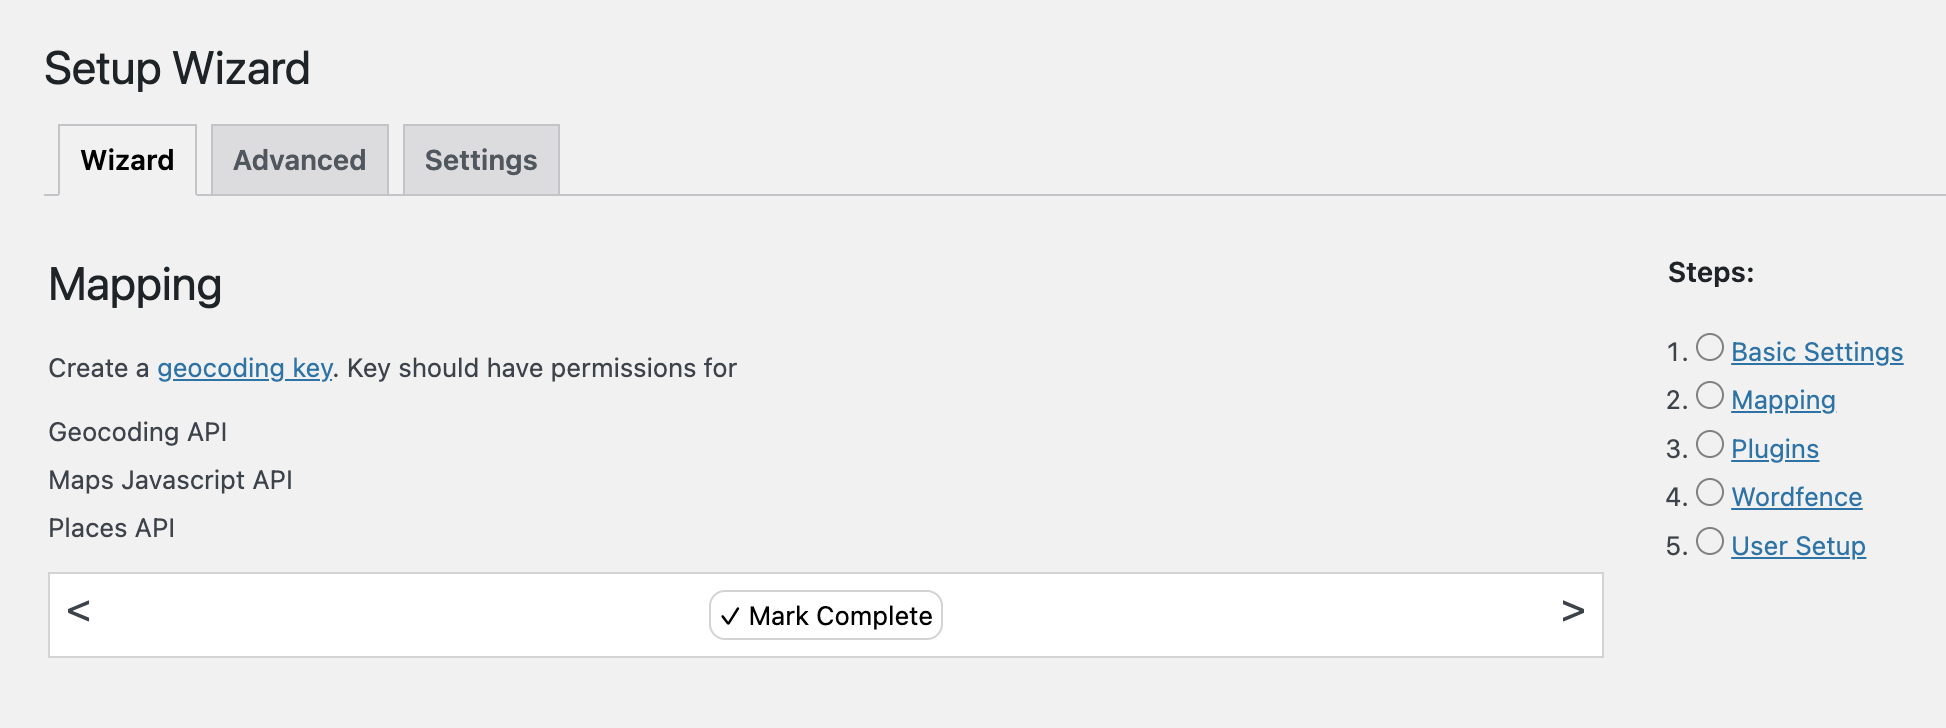 Setup Wizard
Wizard
Advanced
Settings
Mapping
Create a geocoding key. Key should have permissions for
Geocoding API
Maps Javascript API
Places API
< ✓ Mark Complete >
Steps:
1. Basic Settings
2. Mapping
3. Plugins
4. Wordfence
5. User Setup